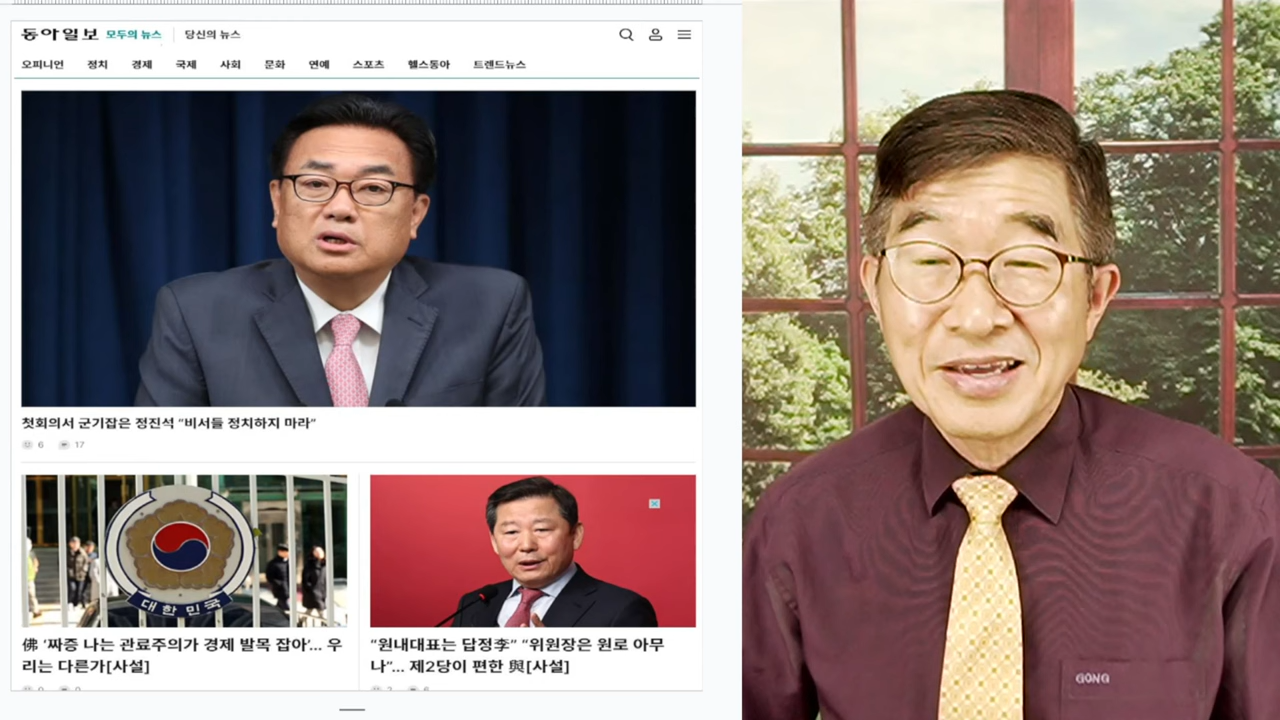 동아일보 모두의 뉴스 당신의 뉴스
오피니언 정치 경제 국제 사회 문화 연예 스포츠 헬스동아 트렌드뉴스
첫회의서 군기잡은 정진석 “비서들 정치하지 마라”
6 17
대한민국
佛 ‘짜증 나는 관료주의가 경제 발목 잡아’... 우
리는 다른가[사설]
“원내대표는 답정李” “위원장은 원로 아무
나”... 제2당이 편한 與[사설]
GONG